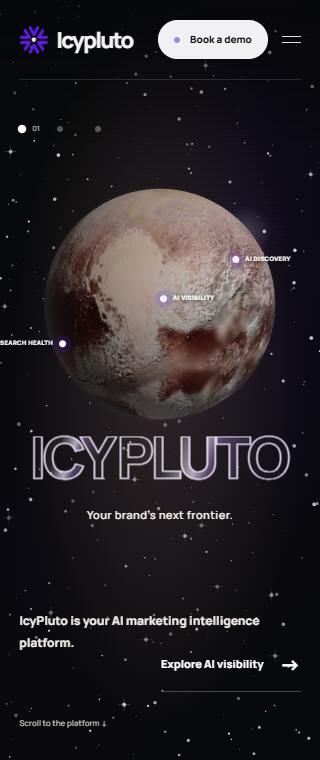 Icypluto
Book a demo
01
AI DISCOVERY
AI VISIBILITY
SEARCH HEALTH
ICYPLUTO
Your brand's next frontier.
IcyPluto is your AI marketing intelligence
platform.
Explore AI visibility →
Scroll to the platform ↓